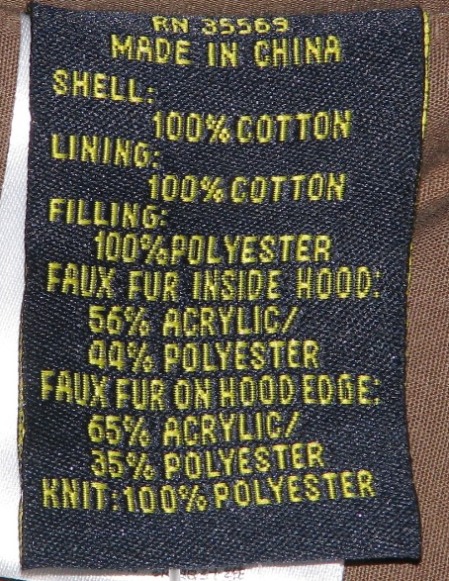 RN 35569
MADE IN CHINA
SHELL:
100% COTTON
LINING:
100% COTTON
FILLING:
100% POLYESTER
FAUX FUR INSIDE HOOD:
56% ACRYLIC/
44% POLYESTER
FAUX FUR ON HOOD EDGE:
65% ACRYLIC/
35% POLYESTER
KNIT: 100% POLYESTER